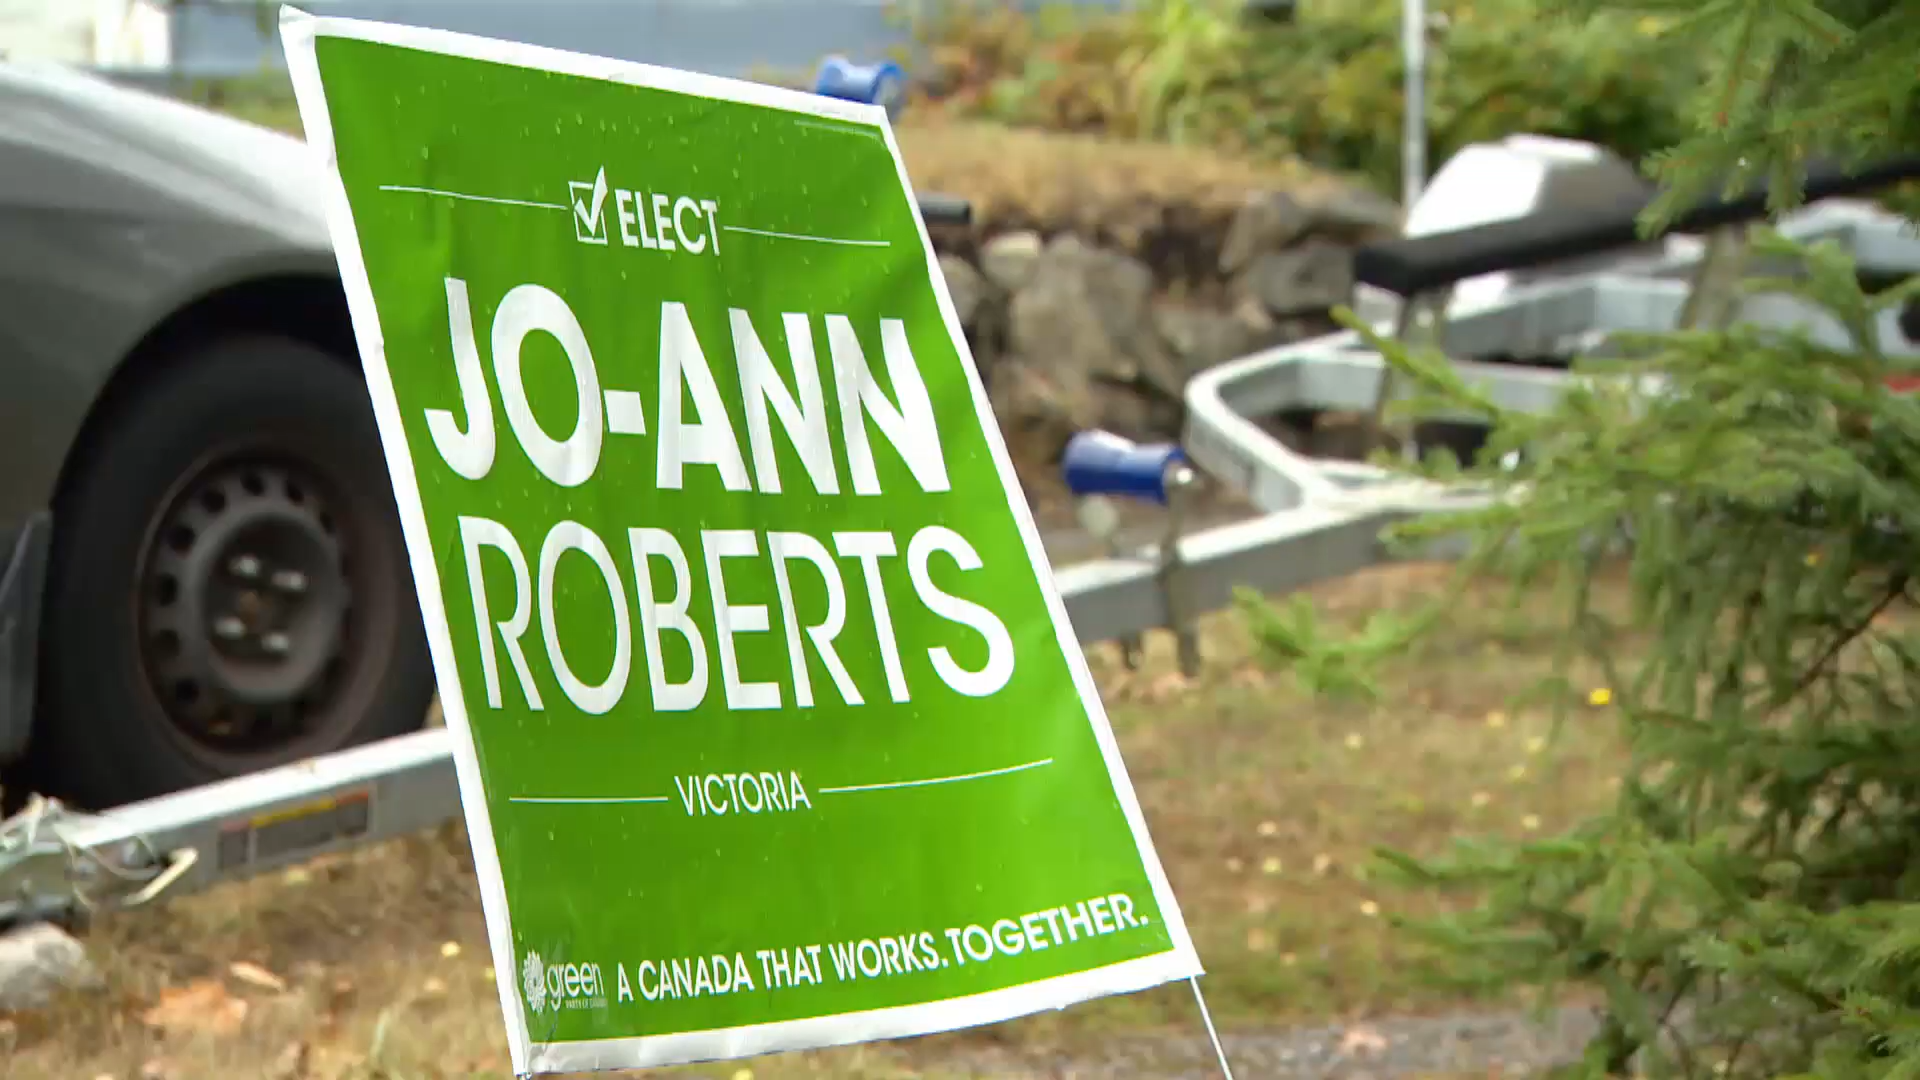 ELECT
JO-ANN
ROBERTS
VICTORIA
green A CANADA THAT WORKS. TOGETHER.